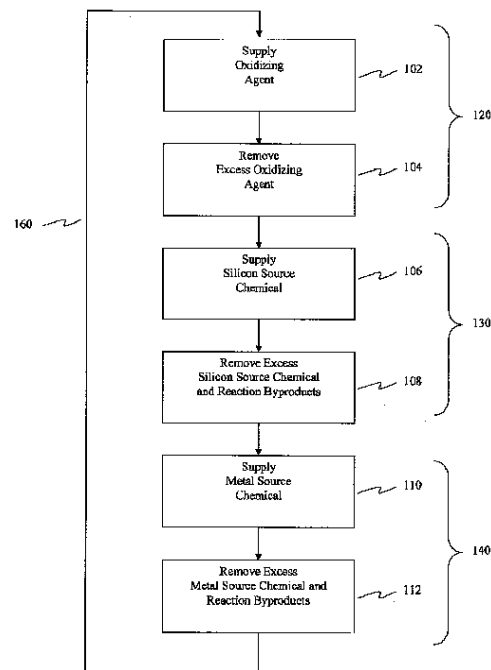 Supply
Oxidizing
Agent
102
120
Remove
Excess Oxidizing
Agent
104
160
Supply
Silicon Source
Chemical
106
130
Remove Excess
Silicon Source Chemical
and Reaction Byproducts
108
Supply
Metal Source
Chemical
110
140
Remove Excess
Metal Source Chemical and
Reaction Byproducts
112